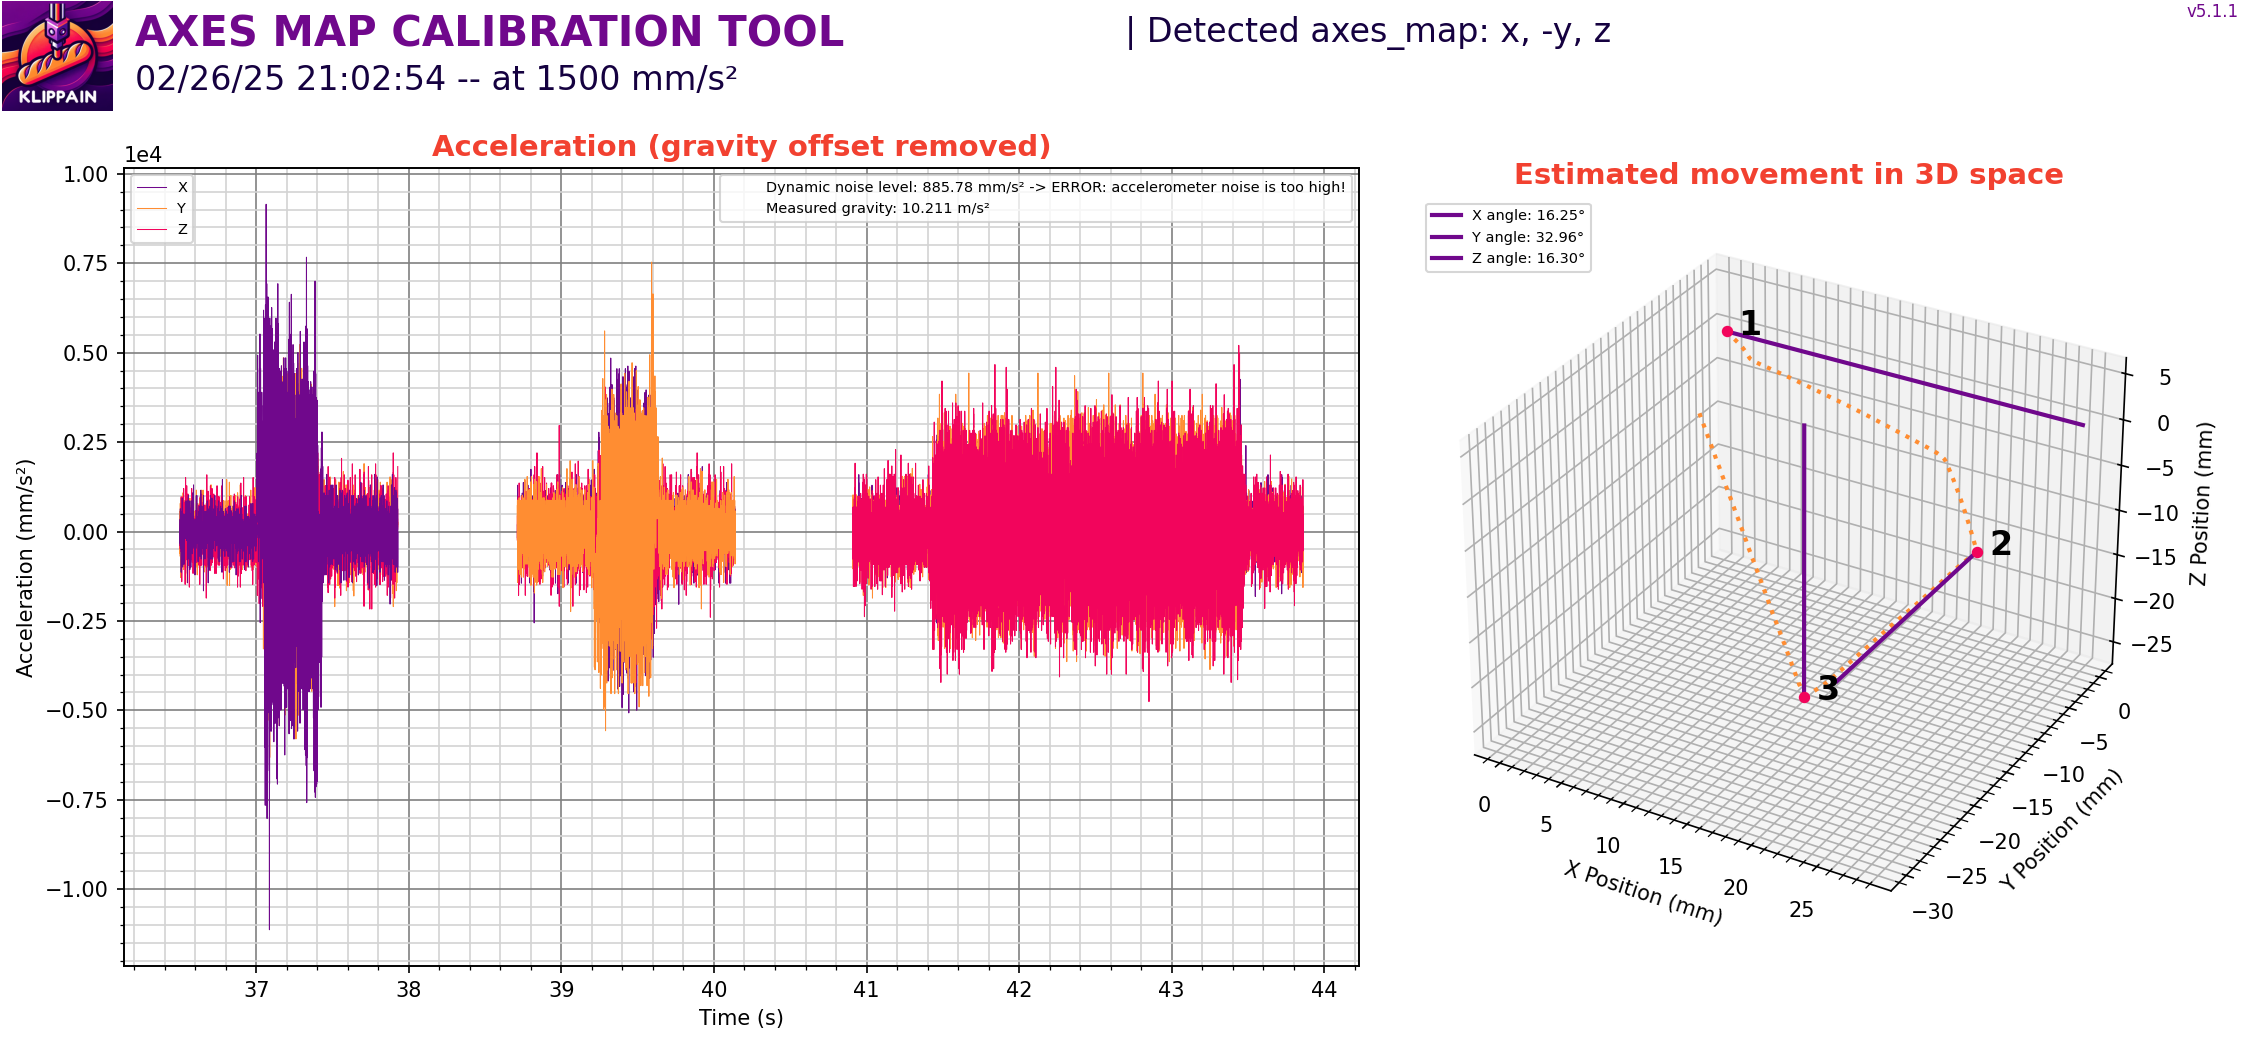 KLIPPAIN
AXES MAP CALIBRATION TOOL
02/26/25 21:02:54 -- at 1500 mm/s²
| Detected axes_map: x, -y, z
v5.1.1
Acceleration (gravity offset removed)
1e4
X
Y
Z
Dynamic noise level: 885.78 mm/s² -> ERROR: accelerometer noise is too high!
Measured gravity: 10.211 m/s²
1.00
0.75
0.50
0.25
0.00
−0.25
−0.50
−0.75
−1.00
Acceleration (mm/s²)
37 38 39 40 41 42 43 44
Time (s)
Estimated movement in 3D space
X angle: 16.25°
Y angle: 32.96°
Z angle: 16.30°
1
2
3
5
0
−5
−10
−15
−20
−25
Z Position (mm)
0
−5
−10
−15
−20
−25
−30
Y Position (mm)
0
5
10
15
20
25
X Position (mm)